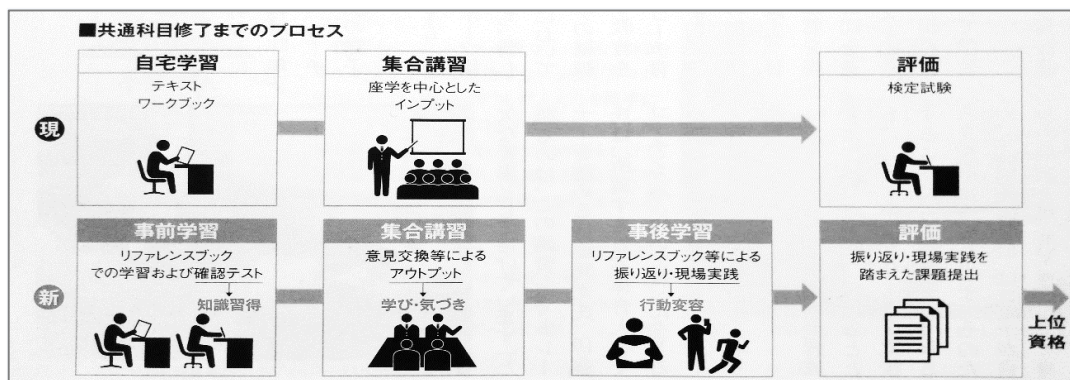 ■共通科目修了までのプロセス
現
自宅学習
テキスト
ワークブック
集合講習
座学を中心とした
インプット
評価
検定試験
新
事前学習
リファレンスブック
での学習および確認テスト
知識習得
集合講習
意見交換等による
アウトプット
学び・気づき
事後学習
リファレンスブック等による
振り返り・現場実践
行動変容
評価
振り返り・現場実践を
踏まえた課題提出
上位
資格